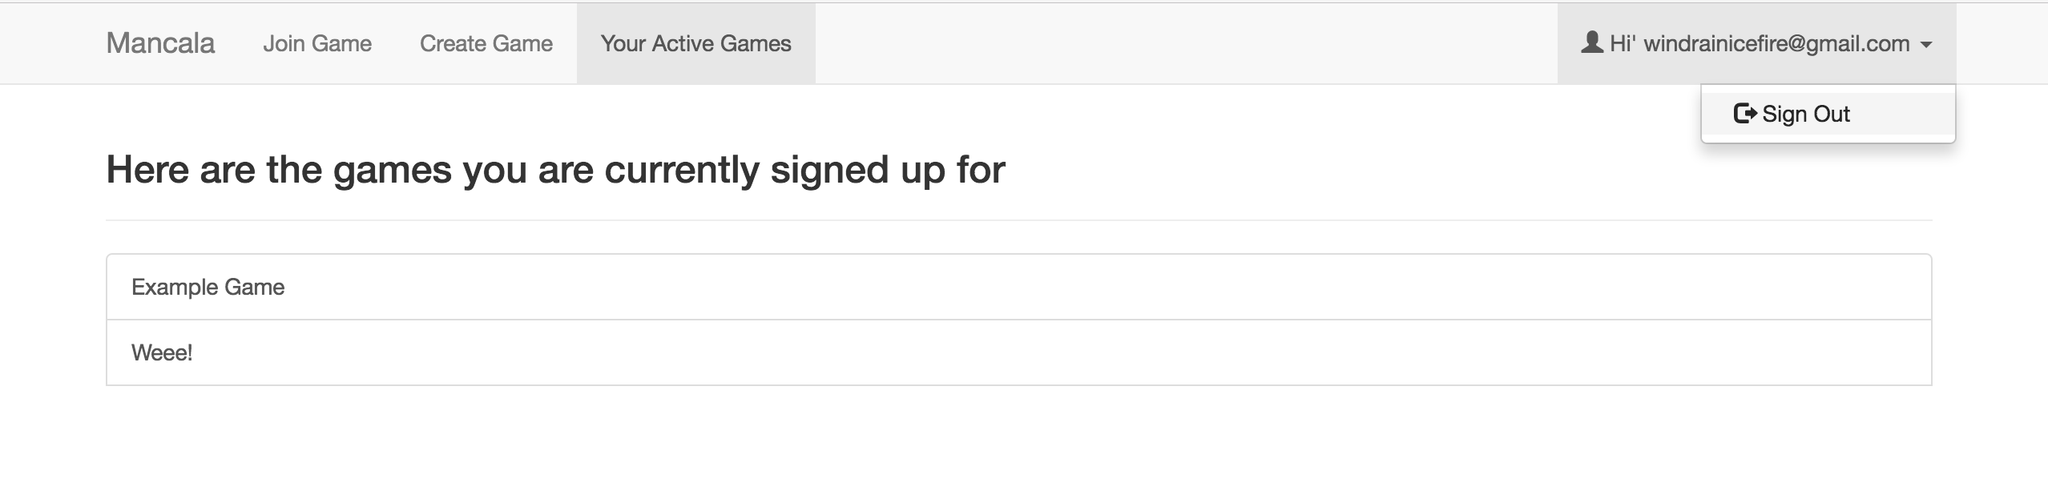 Mancala Join Game Create Game Your Active Games Hi' windrainicefire@gmail.com
Sign Out
Here are the games you are currently signed up for
Example Game
Weee!